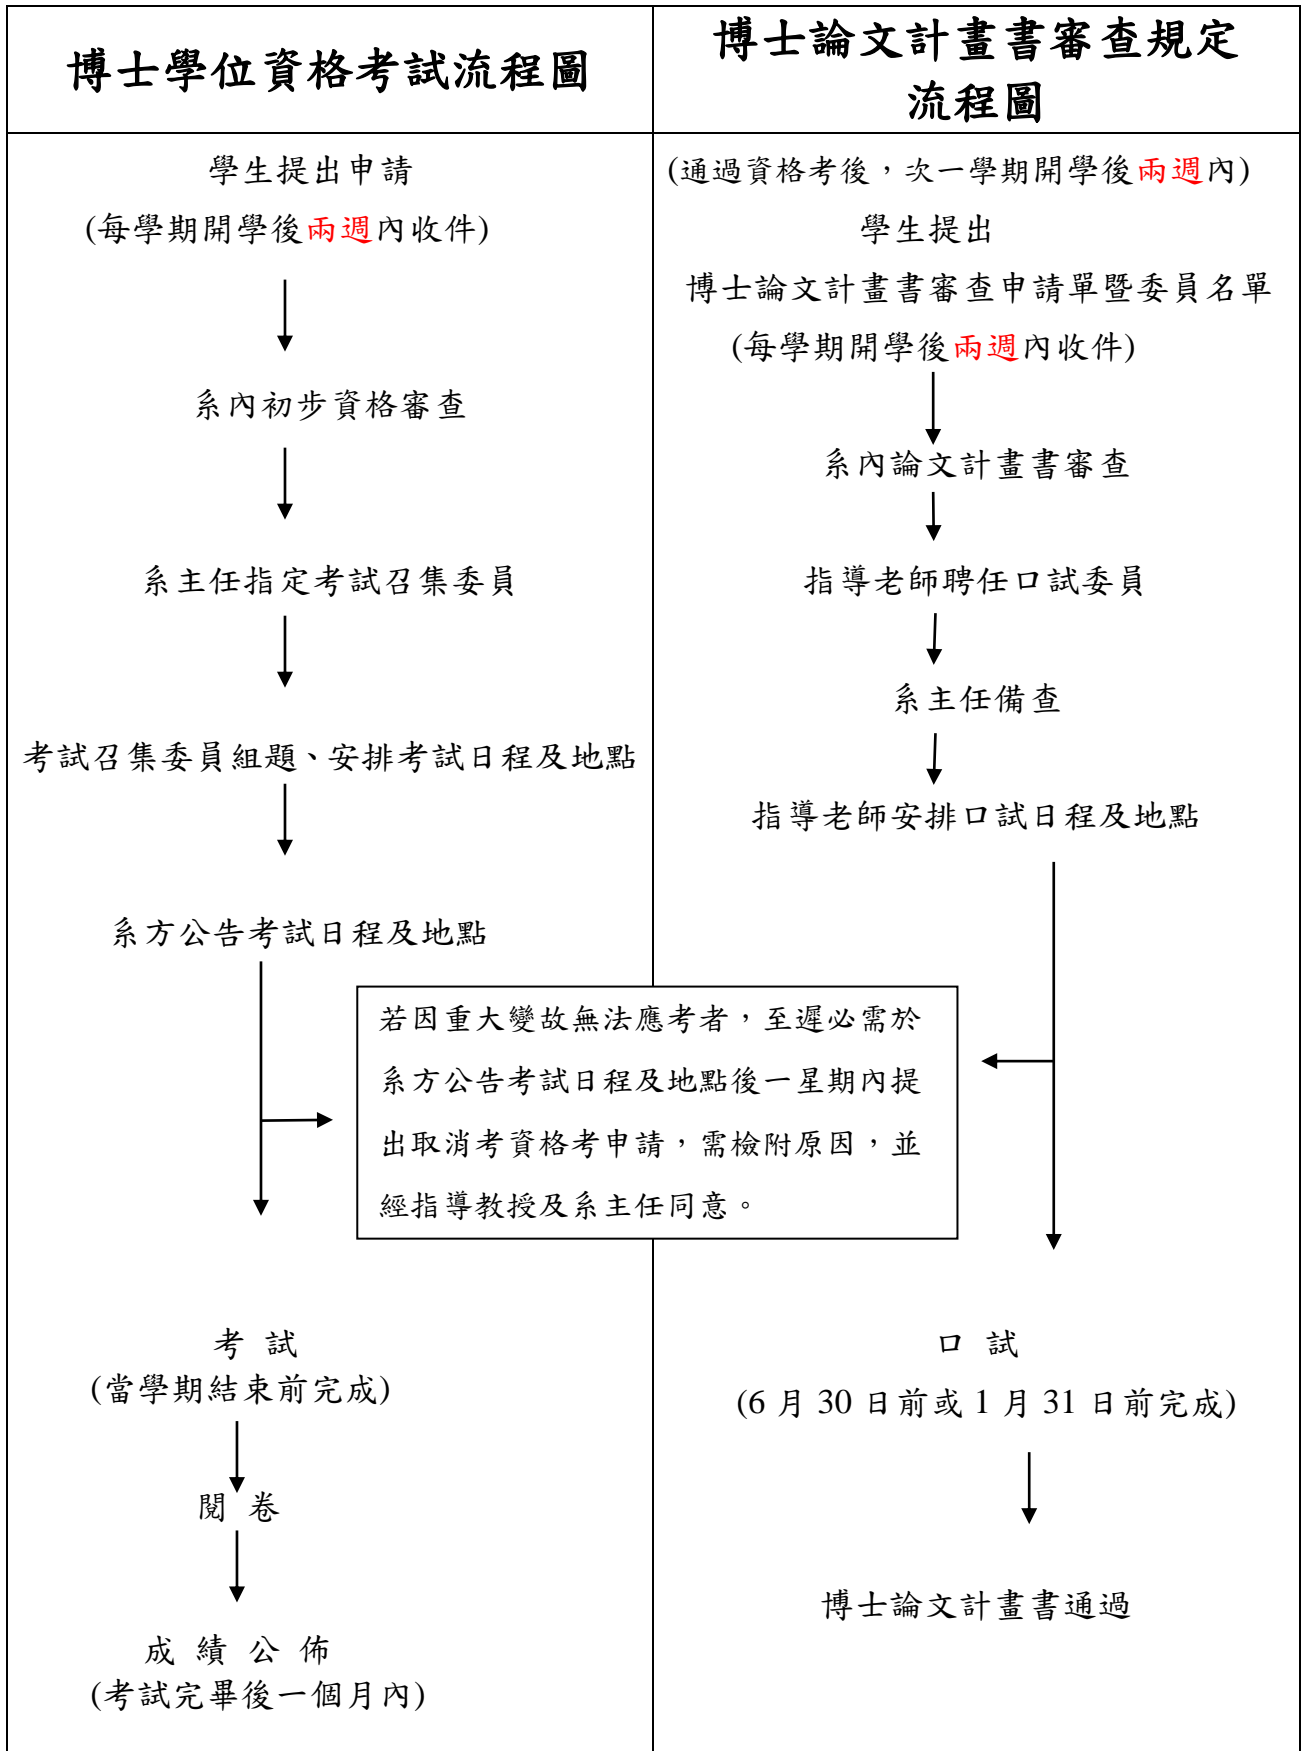 博士學位資格考試流程圖
學生提出申請
(每學期開學後兩週內收件)
系內初步資格審查
系主任指定考試召集委員
考試召集委員組題、安排考試日程及地點
系方公告考試日程及地點
考 試
(當學期結束前完成)
閱 卷
成 績 公 佈
(考試完畢後一個月內)
博士論文計畫書審查規定
流程圖
(通過資格考後，次一學期開學後兩週內)
學生提出
博士論文計畫書審查申請單暨委員名單
(每學期開學後兩週內收件)
系內論文計畫書審查
指導老師聘任口試委員
系主任備查
指導老師安排口試日程及地點
若因重大變故無法應考者，至遲必需於
系方公告考試日程及地點後一星期內提
出取消考資格考申請，需檢附原因，並
經指導教授及系主任同意。
口 試
(6 月 30 日前或 1 月 31 日前完成)
博士論文計畫書通過